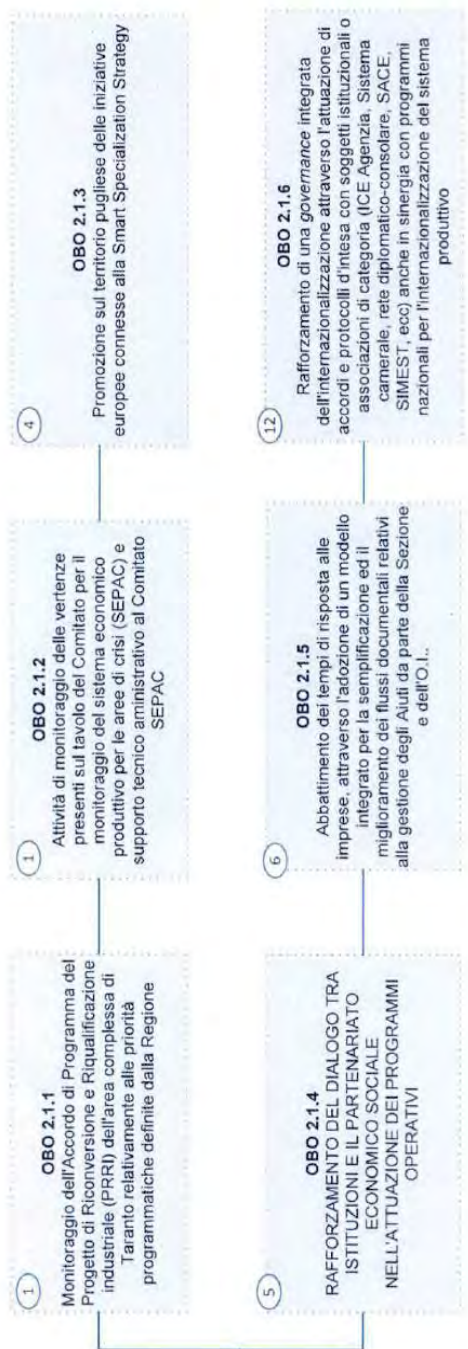 1
OBO 2.1.1
Monitoraggio dell'Accordo di Programma del
Progetto di Riconversione e Riqualificazione
industriale (PRRI) dell'area complessa di
Taranto relativamente alle priorità
programmatiche definite dalla Regione
1
OBO 2.1.2
Attività di monitoraggio delle vertenze
presenti sul tavolo del Comitato per il
monitoraggio del sistema economico
produttivo per le aree di crisi (SEPAC) e
supporto tecnico aministrativo al Comitato
SEPAC
4
OBO 2.1.3
Promozione sul territorio pugliese delle iniziative
europee connesse alla Smart Specialization Strategy
5
OBO 2.1.4
RAFFORZAMENTO DEL DIALOGO TRA
ISTITUZIONI E IL PARTENARIATO
ECONOMICO SOCIALE
NELL'ATTUAZIONE DEI PROGRAMMI
OPERATIVI
6
OBO 2.1.5
Abbattimento dei tempi di risposta alle
imprese, attraverso l'adozione di un modello
integrato per la semplificazione ed il
miglioramento dei flussi documentali relativi
alla gestione degli Aiuti da parte della Sezione
e dell'O.I..
12
OBO 2.1.6
Rafforzamento di una governance integrata
dell'internazionalizzazione attraverso l'attuazione di
accordi e protocolli d'intesa con soggetti istituzionali o
associazioni di categoria (ICE Agenzia, Sistema
camerale, rete diplomatico-consolare, SACE,
SIMEST, ecc) anche in sinergia con programmi
nazionali per l'internazionalizzazione del sistema
produttivo